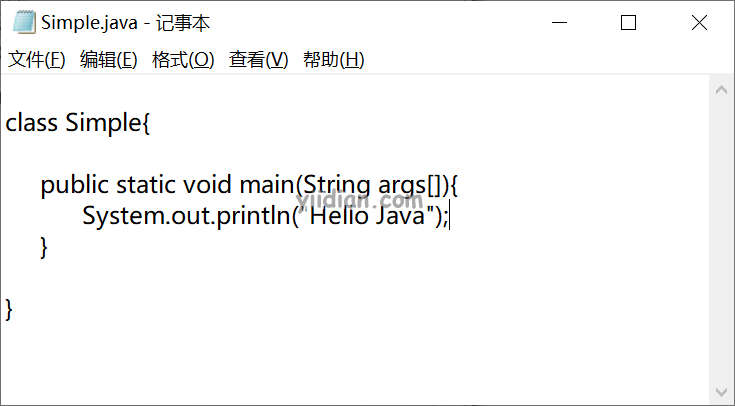 Simple.java - 记事本
文件(F) 编辑(E) 格式(O) 查看(V) 帮助(H)
class Simple{
public static void main(String args[]){
System.out.println("Hello Java");
}
}
yiidian.com